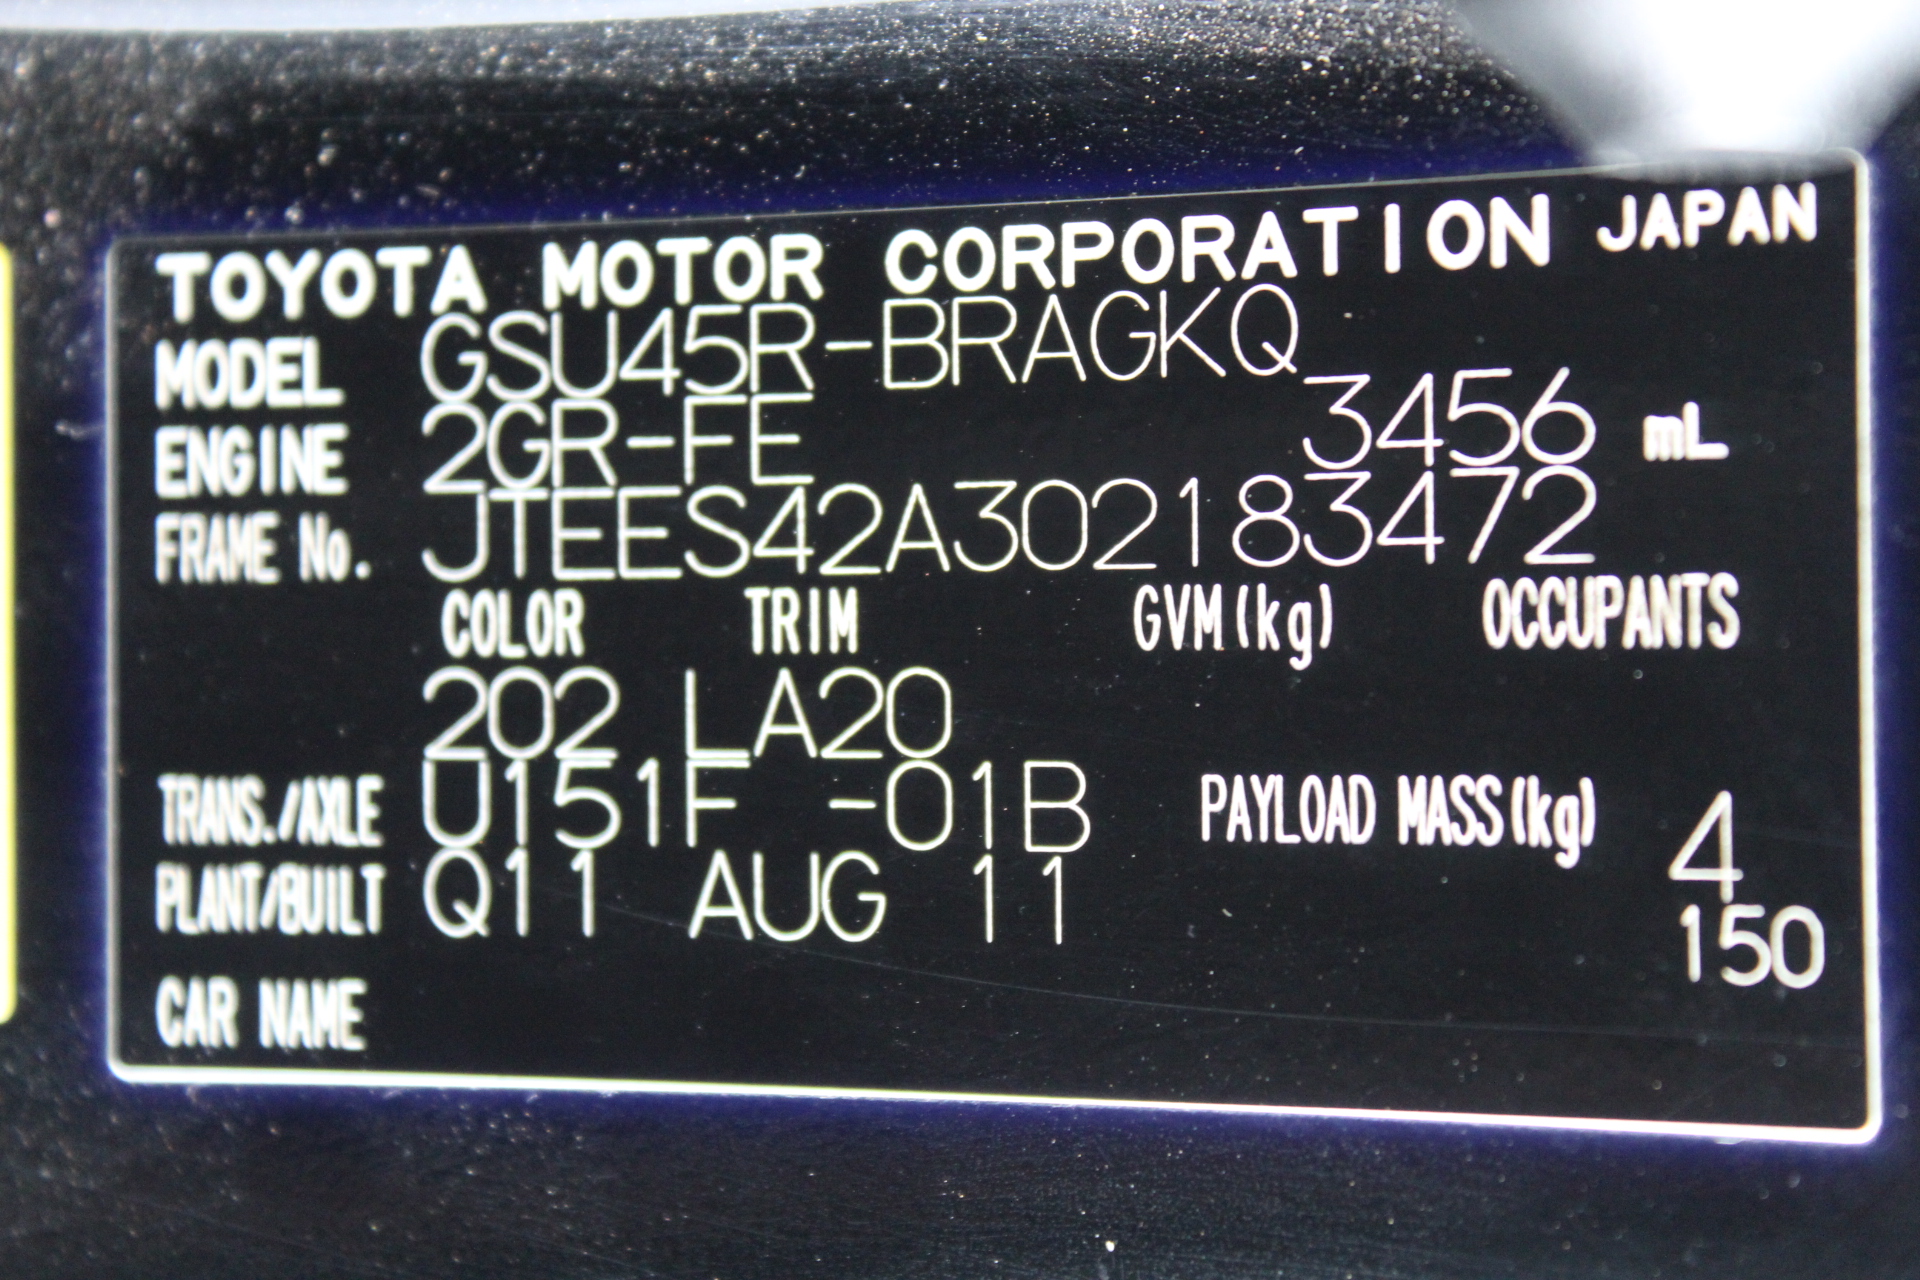 TOYOTA MOTOR CORPORATION JAPAN
MODEL GSU45R-BRAGKQ
ENGINE 2GR-FE 3456 mL
FRAME No. JTEES42A302183472
COLOR TRIM GVM(kg) OCCUPANTS
202 LA20
TRANS./AXLE U151F -01B PAYLOAD MASS(kg) 4
PLANT/BUILT Q11 AUG 11 150
CAR NAME